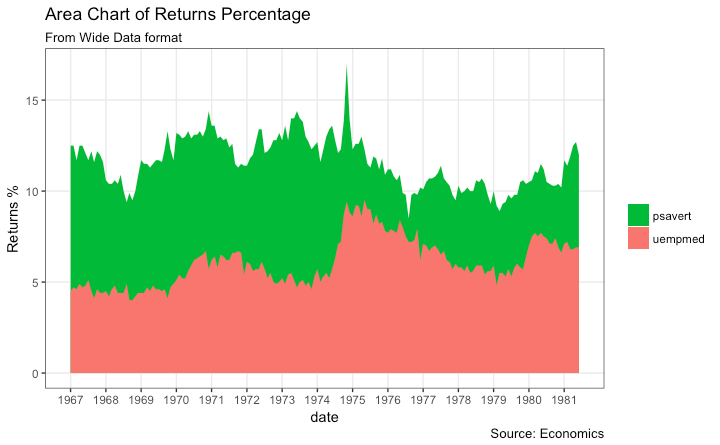 Area Chart of Returns Percentage
From Wide Data format
Returns %
15
10
5
0
1967 1968 1969 1970 1971 1972 1973 1974 1975 1976 1977 1978 1979 1980 1981
date
psavert
uempmed
Source: Economics